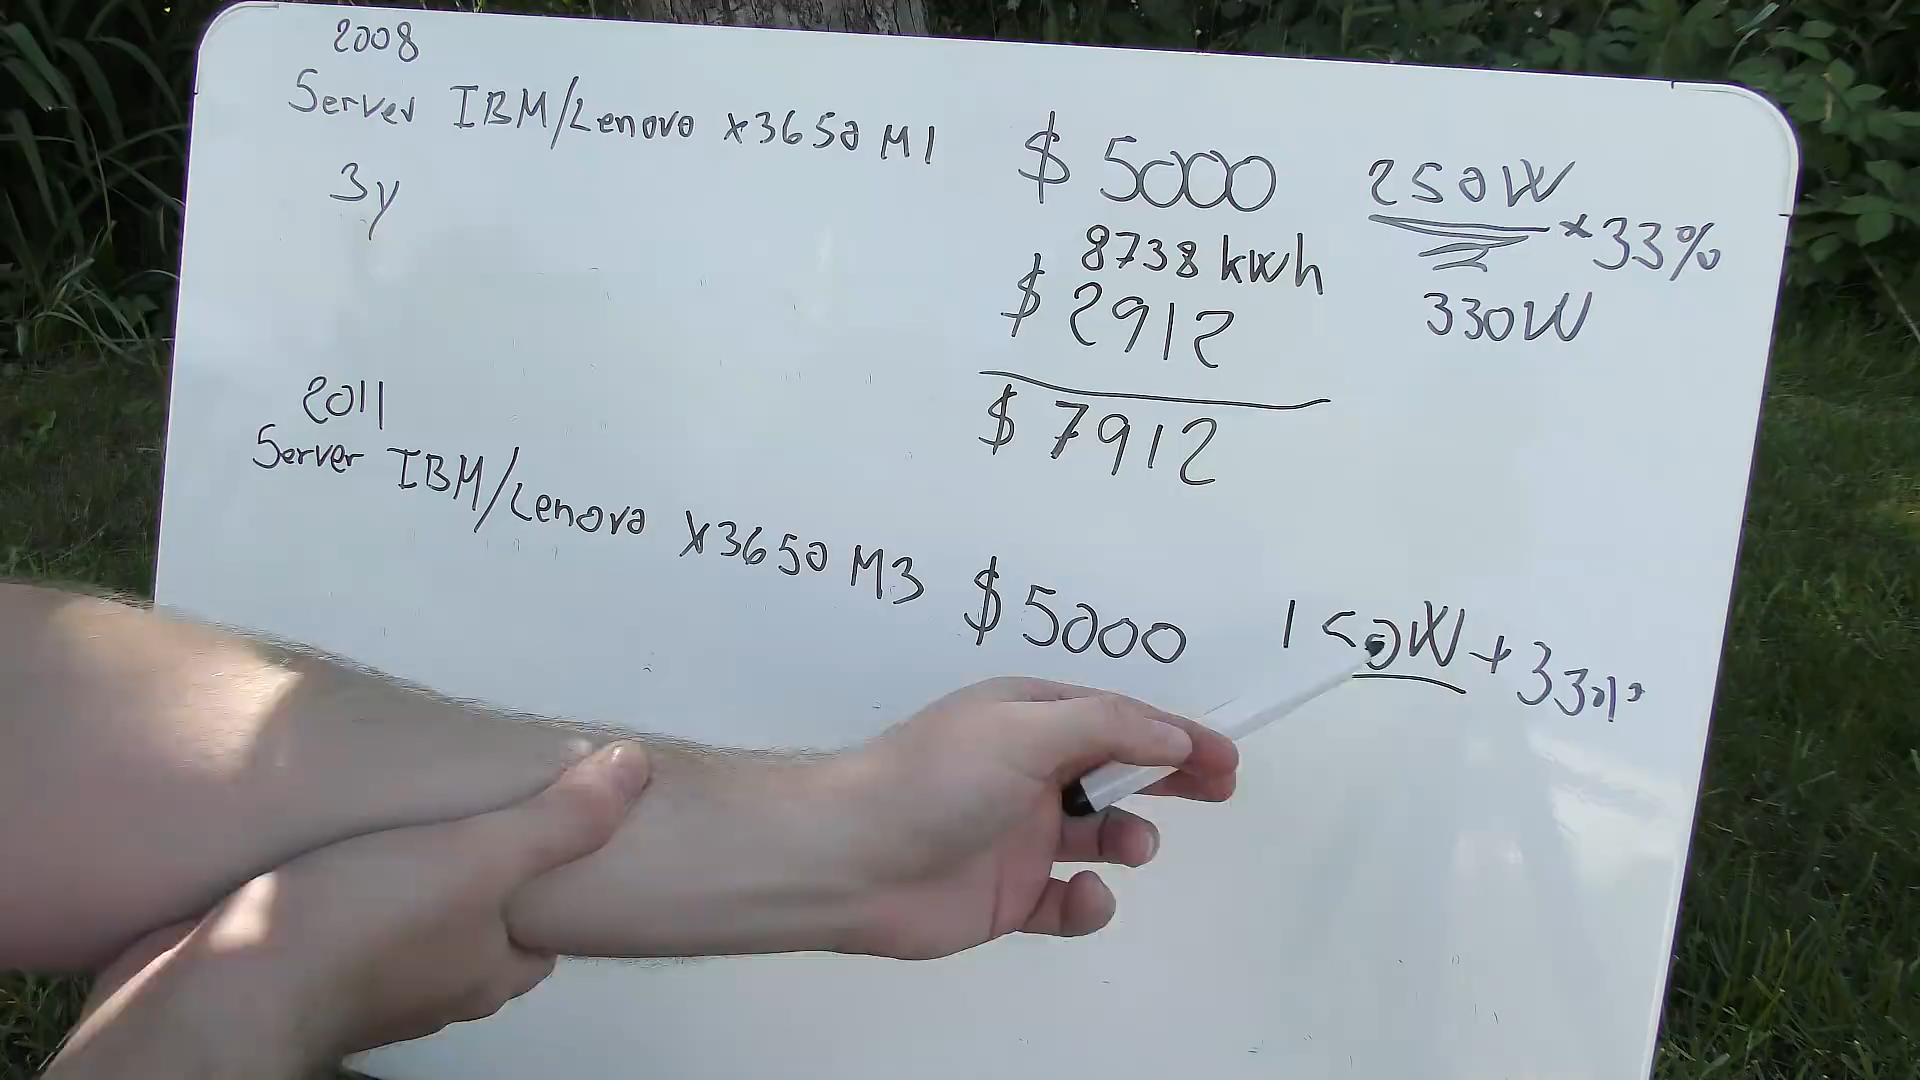 2008
Server IBM/Lenovo x3650 M1
3y
$ 5000
250W
* 33%
8738 kwh
330W
$ 2912
$ 7912
2011
Server IBM/Lenovo x3650 M3
$ 5000
150W + 33%